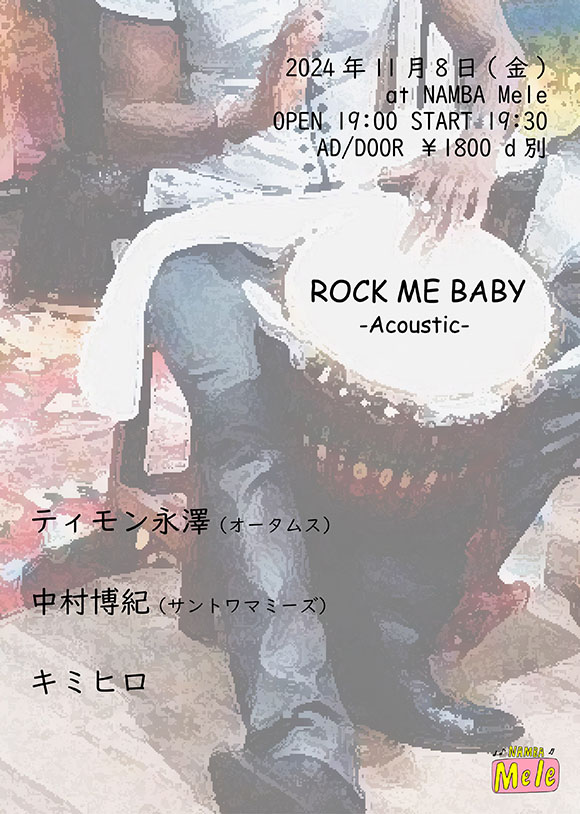 2024年11月8日(金)
at NAMBA Mele
OPEN 19:00 START 19:30
AD/DOOR ¥1800 d別
ROCK ME BABY
-Acoustic-
ティモン永澤(オータムス)
中村博紀(サントワマミーズ)
キミヒロ
NAMBA
Mele